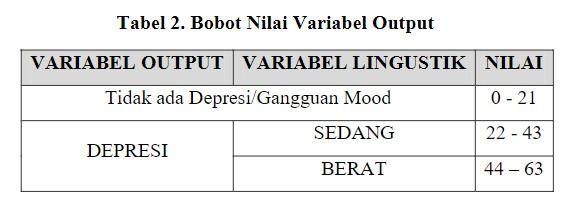 Tabel 2. Bobot Nilai Variabel Output
VARIABEL OUTPUT VARIABEL LINGUSTIK NILAI
Tidak ada Depresi/Gangguan Mood 0 - 21
DEPRESI
SEDANG 22 - 43
BERAT 44 – 63